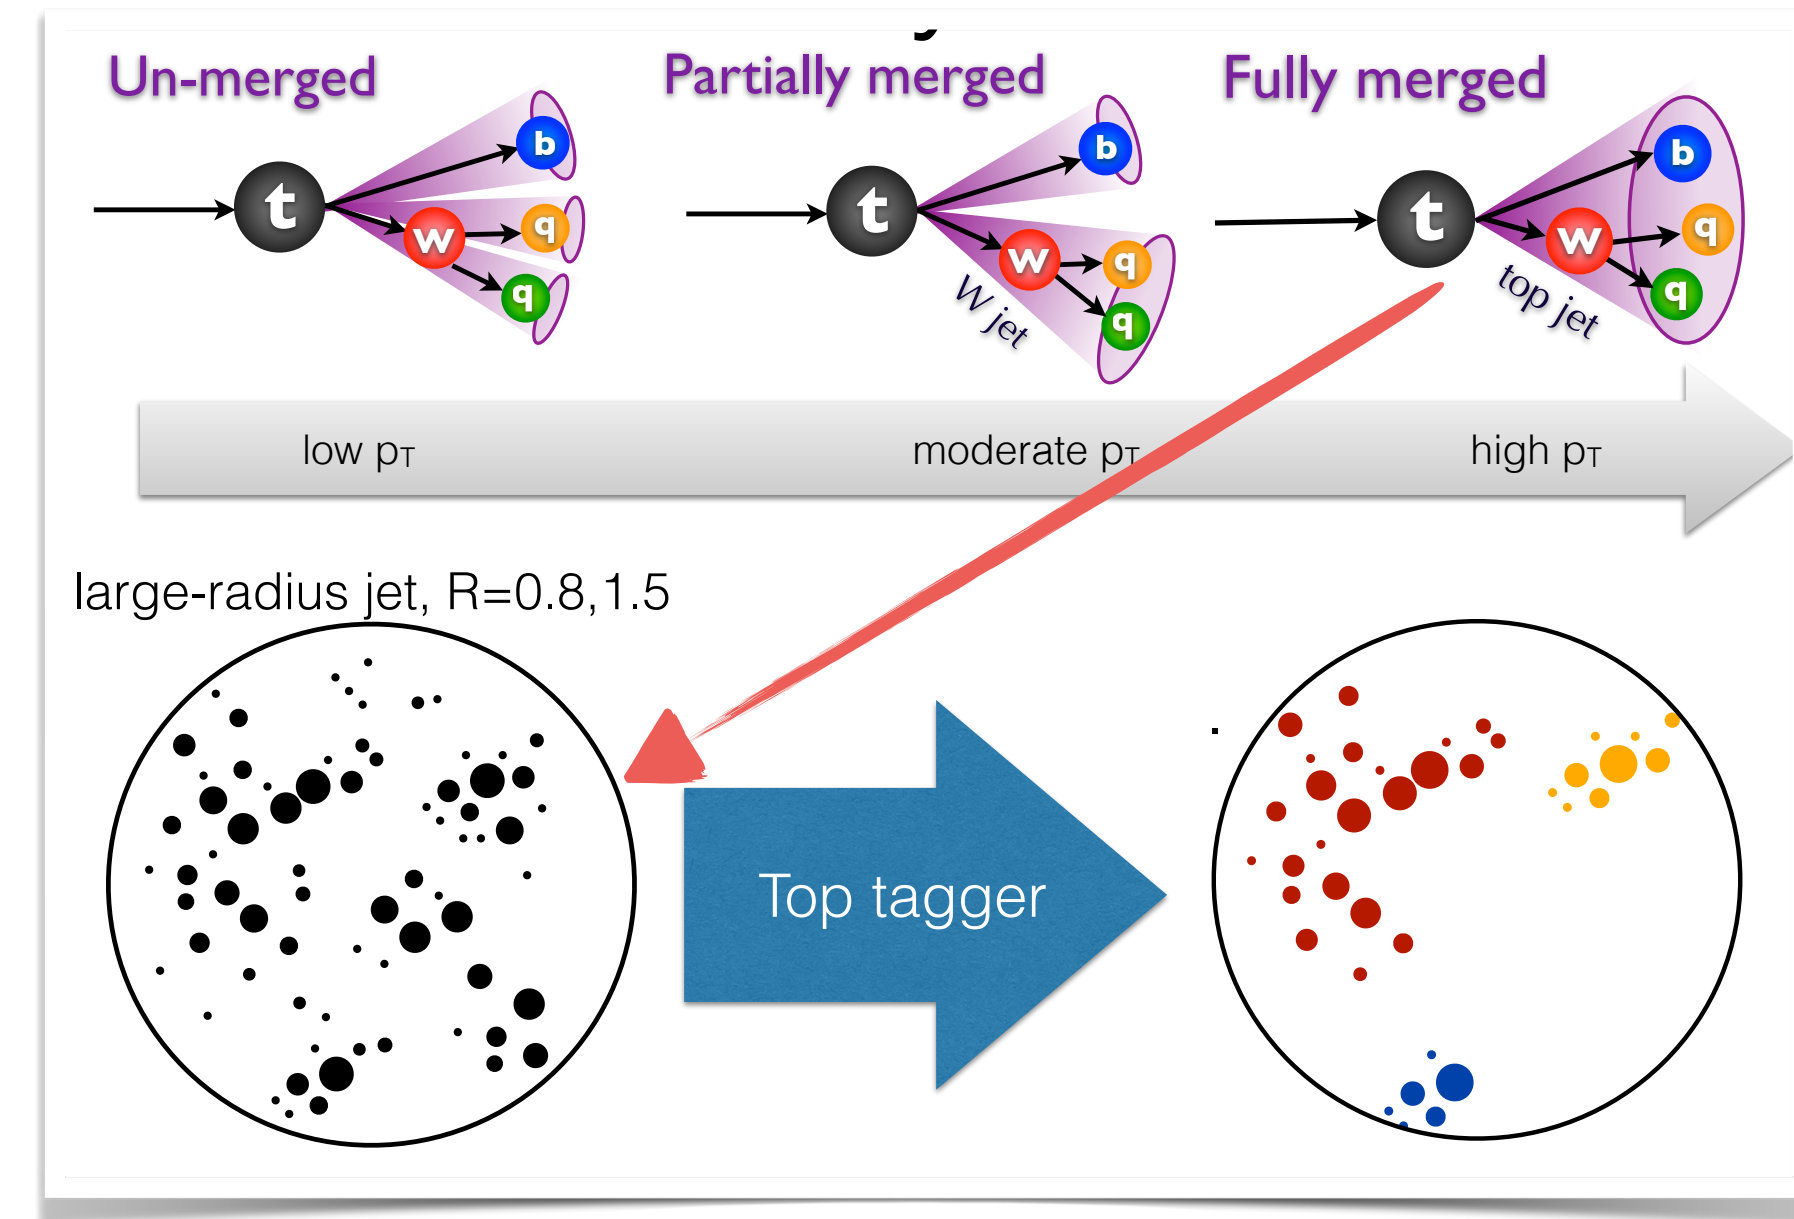 Un-merged
Partially merged
Fully merged
t
b
W
q
q
t
b
W
q
q
W jet
t
b
W
q
q
top jet
low pT
moderate pT
high pT
large-radius jet, R=0.8,1.5
Top tagger